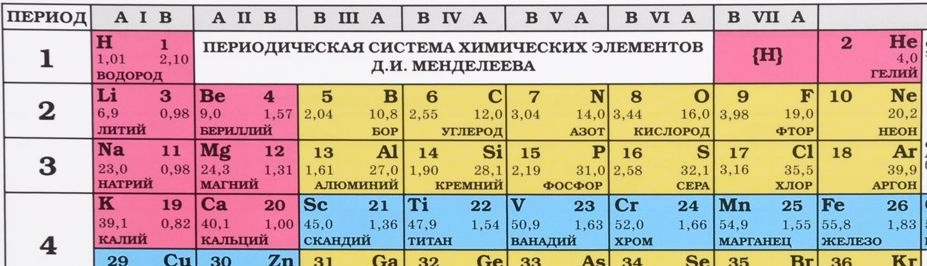 ПЕРИОД А I В А II В В III А В IV А В V А В VI А В VII А
1 H 1 ПЕРИОДИЧЕСКАЯ СИСТЕМА ХИМИЧЕСКИХ ЭЛЕМЕНТОВ {H} 2 He
1,01 2,10 Д.И. МЕНДЕЛЕЕВА 4,0
ВОДОРОД ГЕЛИЙ
2 Li 3 Be 4 5 B 6 C 7 N 8 O 9 F 10 Ne
6,9 0,98 9,0 1,57 2,04 10,8 2,55 12,0 3,04 14,0 3,44 16,0 3,98 19,0 20,2
ЛИТИЙ БЕРИЛЛИЙ БОР УГЛЕРОД АЗОТ КИСЛОРОД ФТОР НЕОН
3 Na 11 Mg 12 13 Al 14 Si 15 P 16 S 17 Cl 18 Ar
23,0 0,98 24,3 1,31 1,61 27,0 1,90 28,1 2,19 31,0 2,58 32,1 3,16 35,5 39,9
НАТРИЙ МАГНИЙ АЛЮМИНИЙ КРЕМНИЙ ФОСФОР СЕРА ХЛОР АРГОН
4 K 19 Ca 20 Sc 21 Ti 22 V 23 Cr 24 Mn 25 Fe 26
39,1 0,82 40,1 1,00 45,0 1,36 47,9 1,54 50,9 1,63 52,0 1,66 54,9 1,55 55,8 1,83
КАЛИЙ КАЛЬЦИЙ СКАНДИЙ ТИТАН ВАНАДИЙ ХРОМ МАРГАНЕЦ ЖЕЛЕЗО
29 Cu 30 Zn 31 Ga 32 Ge 33 As 34 Se 35 Br 36 Kr